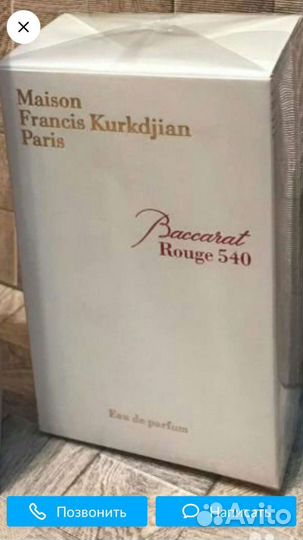 Maison
Francis Kurkdjian
Paris
Baccarat
Rouge 540
Eau de parfum
Позвонить
Написать
Avito